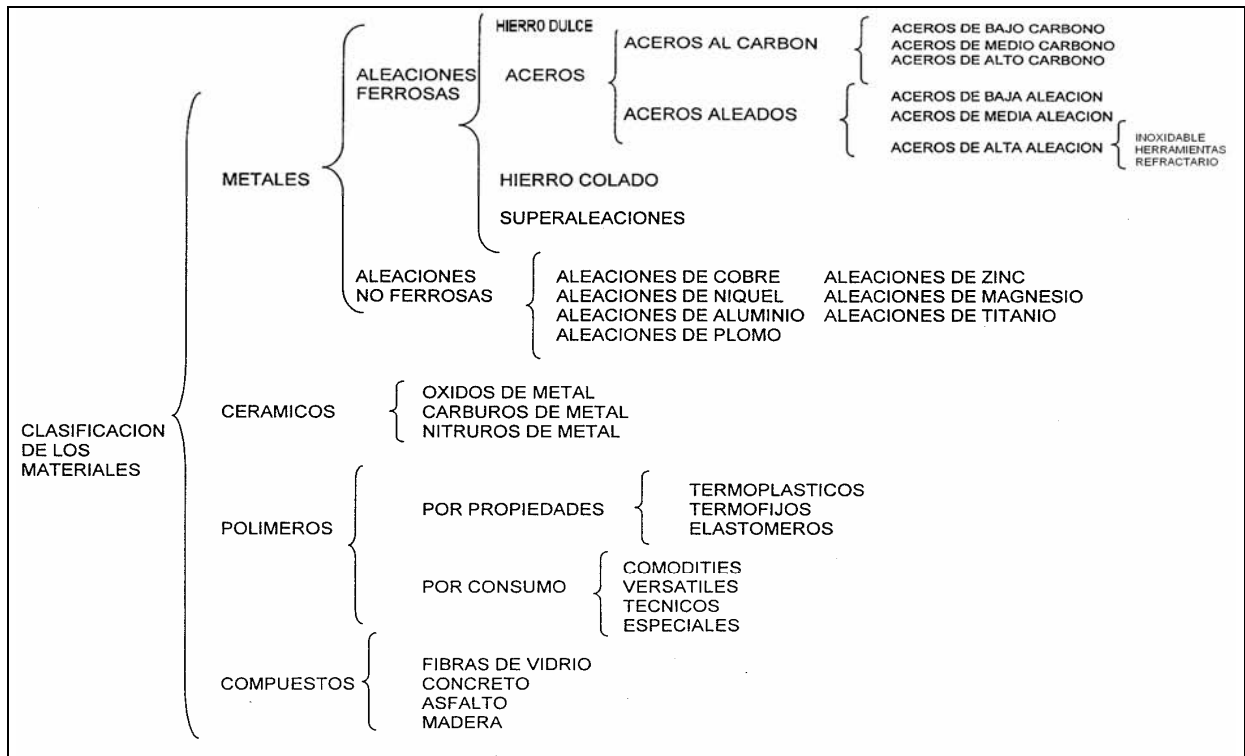 HIERRO DULCE
ACEROS
ACEROS AL CARBON
ACEROS DE BAJO CARBONO
ACEROS DE MEDIO CARBONO
ACEROS DE ALTO CARBONO
ALEACIONES
FERROSAS
ACEROS ALEADOS
ACEROS DE BAJA ALEACION
ACEROS DE MEDIA ALEACION
ACEROS DE ALTA ALEACION
INOXIDABLE
HERRAMIENTAS
REFRACTARIO
METALES
HIERRO COLADO
SUPERALEACIONES
ALEACIONES
NO FERROSAS
ALEACIONES DE COBRE
ALEACIONES DE NIQUEL
ALEACIONES DE ALUMINIO
ALEACIONES DE PLOMO
ALEACIONES DE ZINC
ALEACIONES DE MAGNESIO
ALEACIONES DE TITANIO
CLASIFICACION
DE LOS
MATERIALES
CERAMICOS
OXIDOS DE METAL
CARBUROS DE METAL
NITRUROS DE METAL
POLIMEROS
POR PROPIEDADES
TERMOPLASTICOS
TERMOFIJOS
ELASTOMEROS
POR CONSUMO
COMODITIES
VERSATILES
TECNICOS
ESPECIALES
COMPUESTOS
FIBRAS DE VIDRIO
CONCRETO
ASFALTO
MADERA